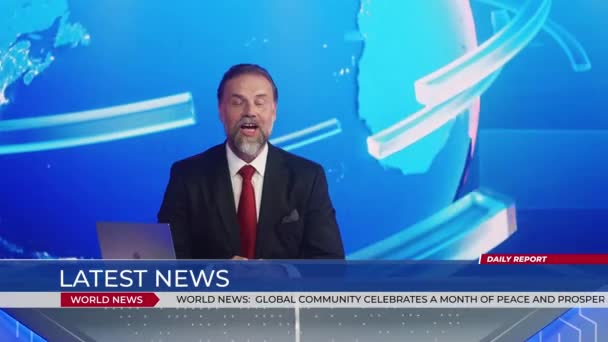 DAILY REPORT
LATEST NEWS
WORLD NEWS
WORLD NEWS: GLOBAL COMMUNITY CELEBRATES A MONTH OF PEACE AND PROSPER